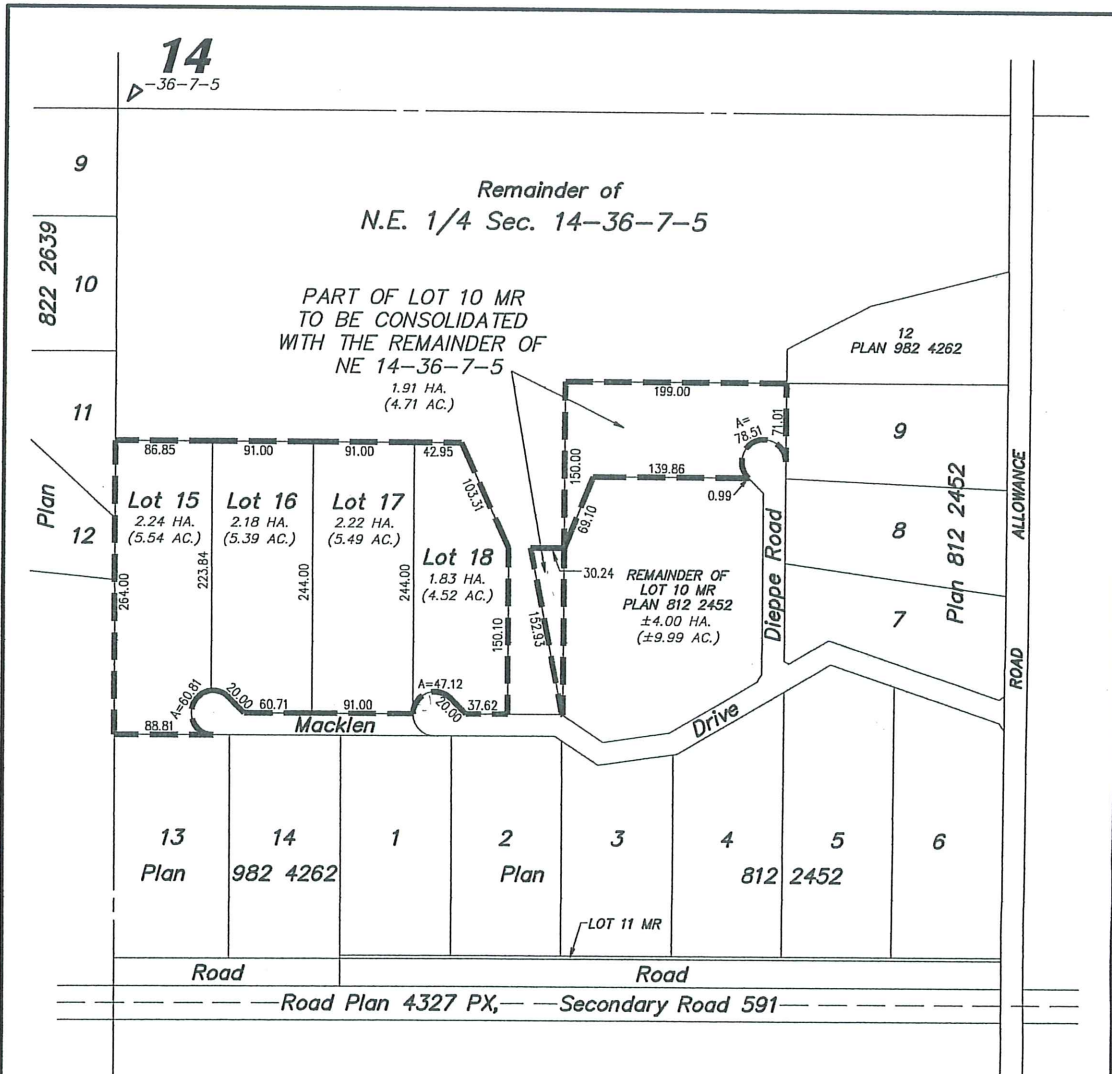 14
-36-7-5
9
822 2639
10
11
Plan
12
Remainder of
N.E. 1/4 Sec. 14-36-7-5
PART OF LOT 10 MR
TO BE CONSOLIDATED
WITH THE REMAINDER OF
NE 14-36-7-5
1.91 HA.
(4.71 AC.)
12
PLAN 982 4262
199.00
A=
78.51
71.01
150.00
139.86
0.99
69.10
9
8
7
Plan 812 2452
ROAD ALLOWANCE
86.85
91.00
91.00
42.95
103.31
Lot 15
2.24 HA.
(5.54 AC.)
Lot 16
2.18 HA.
(5.39 AC.)
Lot 17
2.22 HA.
(5.49 AC.)
Lot 18
1.83 HA.
(4.52 AC.)
264.00
223.84
244.00
244.00
150.10
152.93
30.24
REMAINDER OF
LOT 10 MR
PLAN 812 2452
±4.00 HA.
(±9.99 AC.)
Dieppe Road
A=60.81
20.00
60.71
91.00
A=47.12
20.00
37.62
88.81
Macklen
Drive
13
14
1
2
3
4
5
6
Plan
982 4262
Plan
812 2452
LOT 11 MR
Road
Road
Road Plan 4327 PX,
Secondary Road 591